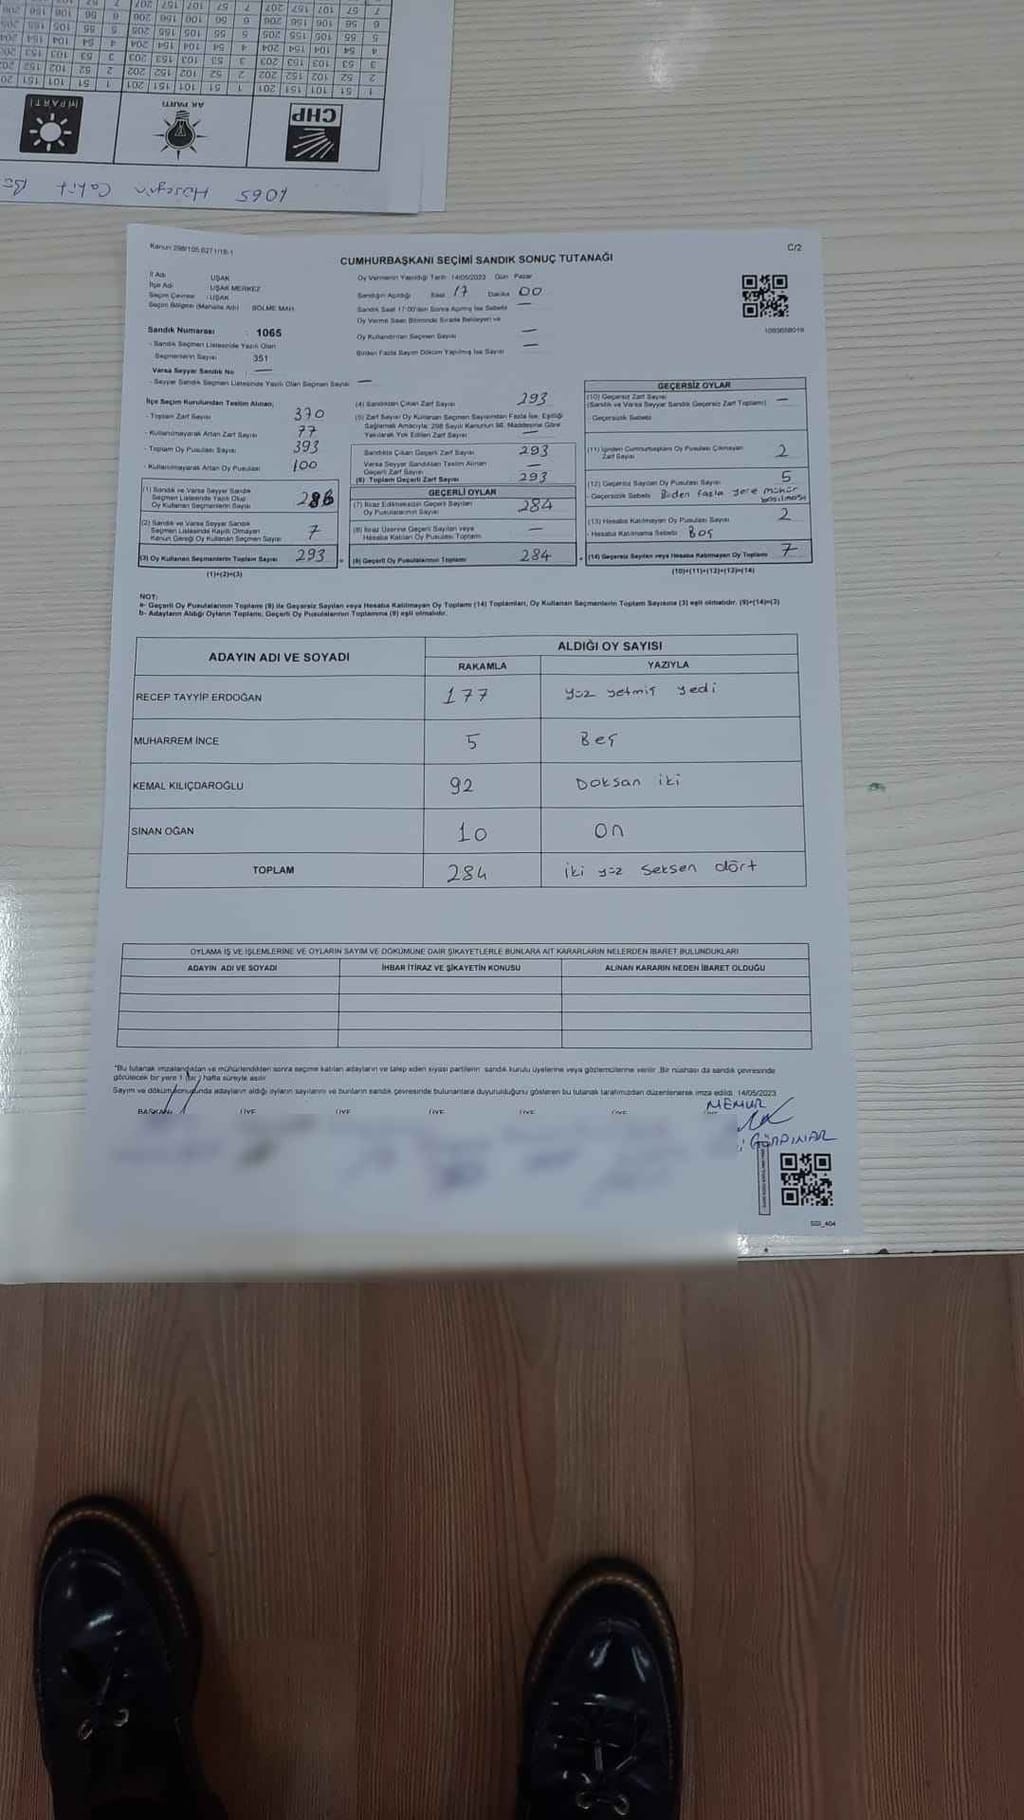 CHP
AK PARTİ
İYİ PARTİ
1065 Hüseyin Cahit
Kanun 298/105.6271/18-1
C/2
CUMHURBAŞKANI SEÇİMİ SANDIK SONUÇ TUTANAĞI
İl Adı UŞAK
İlçe Adı UŞAK MERKEZ
Seçim Çevresi : UŞAK
Seçim Bölgesi (Mahalle Adı) BÖLME MAH.
Sandık Numarası 1065
- Sandık Seçmen Listesinde Yazılı Olan
Seçmenlerin Sayısı 351
Varsa Seyyar Sandık No —
- Seyyar Sandık Seçmen Listesinde Yazılı Olan Seçmen Sayısı —
Oy Vermenin Yapıldığı Tarih 14/05/2023 Gün Pazar
Sandığın Açıldığı Saat 17 Dakika 00
Sandık Saat 17:00'den Sonra Açılmış İse Sebebi —
Oy Verme Saati Bitiminde Sırada Bekleyen ve
Oy Kullandırılan Seçmen Sayısı —
Birden Fazla Sayım Döküm Yapılmış İse Sayısı —
İlçe Seçim Kurulundan Teslim Alınan;
- Toplam Zarf Sayısı 370
- Kullanılmayarak Artan Zarf Sayısı 77
- Toplam Oy Pusulası Sayısı 393
- Kullanılmayarak Artan Oy Pusulası 100
(1) Sandık ve Varsa Seyyar Sandık
Seçmen Listesinde Yazılı Olup
Oy Kullanan Seçmenlerin Sayısı 286
(2) Sandık ve Varsa Seyyar Sandık
Seçmen Listesinde Kayıtlı Olmayan
Kanun Gereği Oy Kullanan Seçmen Sayısı 7
(3) Oy Kullanan Seçmenlerin Toplam Sayısı 293
(1)+(2)=(3)
(4) Sandıktan Çıkan Zarf Sayısı 293
(5) Zarf Sayısı Oy Kullanan Seçmen Sayısından Fazla İse, Eşitliği
Sağlamak Amacıyla; 298 Sayılı Kanunun 98. Maddesine Göre
Yakılarak Yok Edilen Zarf Sayısı —
Sandıkta Çıkan Geçerli Zarf Sayısı 293
Varsa Seyyar Sandıktan Teslim Alınan
Geçerli Zarf Sayısı —
(6) Toplam Geçerli Zarf Sayısı 293
GEÇERLİ OYLAR
(7) İtiraz Edilmeksizin Geçerli Sayılan
Oy Pusulalarının Sayısı 284
(8) İtiraz Üzerine Geçerli Sayılan veya
Hesaba Katılan Oy Pusulası Toplamı —
(9) Geçerli Oy Pusulalarının Toplamı 284
GEÇERSİZ OYLAR
(10) Geçersiz Zarf Sayısı
(Sandık ve Varsa Seyyar Sandık Geçersiz Zarf Toplamı) —
Geçersizlik Sebebi
(11) İçinden Cumhurbaşkanı Oy Pusulası Çıkmayan
Zarf Sayısı 2
(12) Geçersiz Sayılan Oy Pusulası Sayısı 5
- Geçersizlik Sebebi Biden fazla yere mühür basılması
(13) Hesaba Katılmayan Oy Pusulası Sayısı 2
- Hesaba Katılmama Sebebi Boş
(14) Geçersiz Sayılan veya Hesaba Katılmayan Oy Toplamı 7
(10)+(11)+(12)+(13)=(14)
NOT:
a- Geçerli Oy Pusulalarının Toplamı (9) ile Geçersiz Sayılan veya Hesaba Katılmayan Oy Toplamı (14) Toplamları, Oy Kullanan Seçmenlerin Toplam Sayısına (3) eşit olmalıdır. (9)+(14)=(3)
b- Adayların Aldığı Oyların Toplamı, Geçerli Oy Pusulalarının Toplamına (9) eşit olmalıdır.
ADAYIN ADI VE SOYADI
ALDIĞI OY SAYISI
RAKAMLA YAZIYLA
RECEP TAYYİP ERDOĞAN 177 yüz yetmiş yedi
MUHARREM İNCE 5 Beş
KEMAL KILIÇDAROĞLU 92 Doksan iki
SİNAN OĞAN 10 on
TOPLAM 284 iki yüz seksen dört
OYLAMA İŞ VE İŞLEMLERİNE VE OYLARIN SAYIM VE DÖKÜMÜNE DAİR ŞİKAYETLERLE BUNLARA AİT KARARLARIN NELERDEN İBARET BULUNDUKLARI
ADAYIN ADI VE SOYADI İHBAR İTİRAZ VE ŞİKAYETİN KONUSU ALINAN KARARIN NEDEN İBARET OLDUĞU
"Bu tutanak imzalandıktan ve mühürlendikten sonra seçime katılan adayların ve talep eden siyasi partilerin sandık kurulu üyelerine veya gözlemcilerine verilir. Bir nüshası da sandık çevresinde
görülecek bir yere 1 (bir) hafta süreyle asılır.
Sayım ve döküm sonucunda adayların aldığı oyların sayılarını ve bunların sandık çevresinde bulunanlara duyurulduğunu gösteren bu tutanak tarafımızdan düzenlenerek imza edildi. 14/05/2023
BAŞKAN ÜYE ÜYE ÜYE ÜYE ÜYE
MEMUR
GÜRPINAR
SGI_404